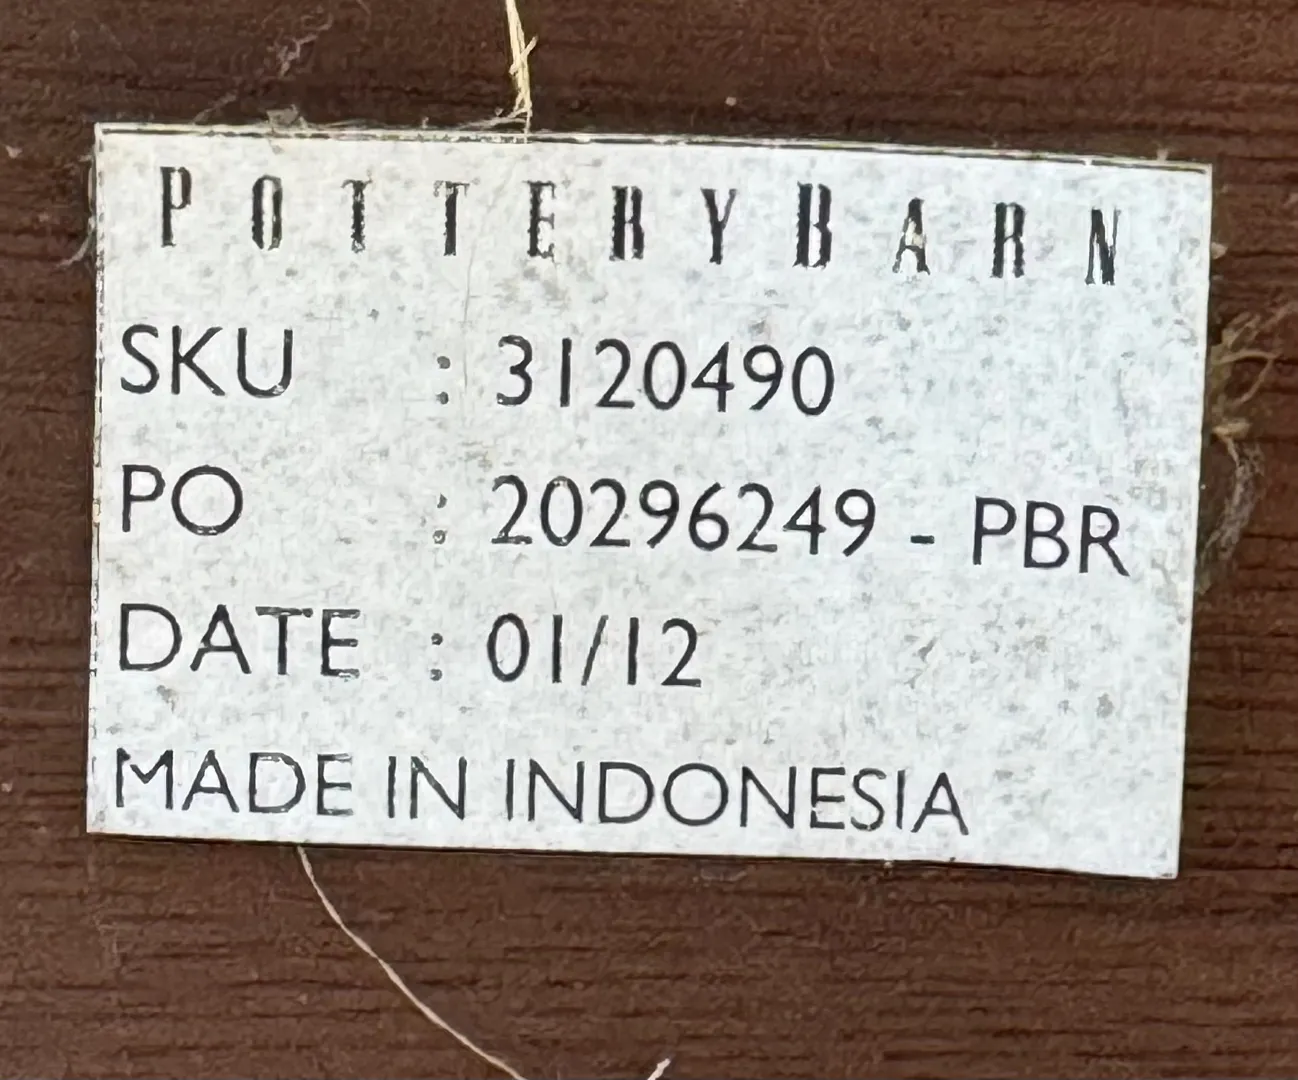 POTTERYBARN
SKU : 3120490
PO : 20296249 - PBR
DATE : 01/12
MADE IN INDONESIA